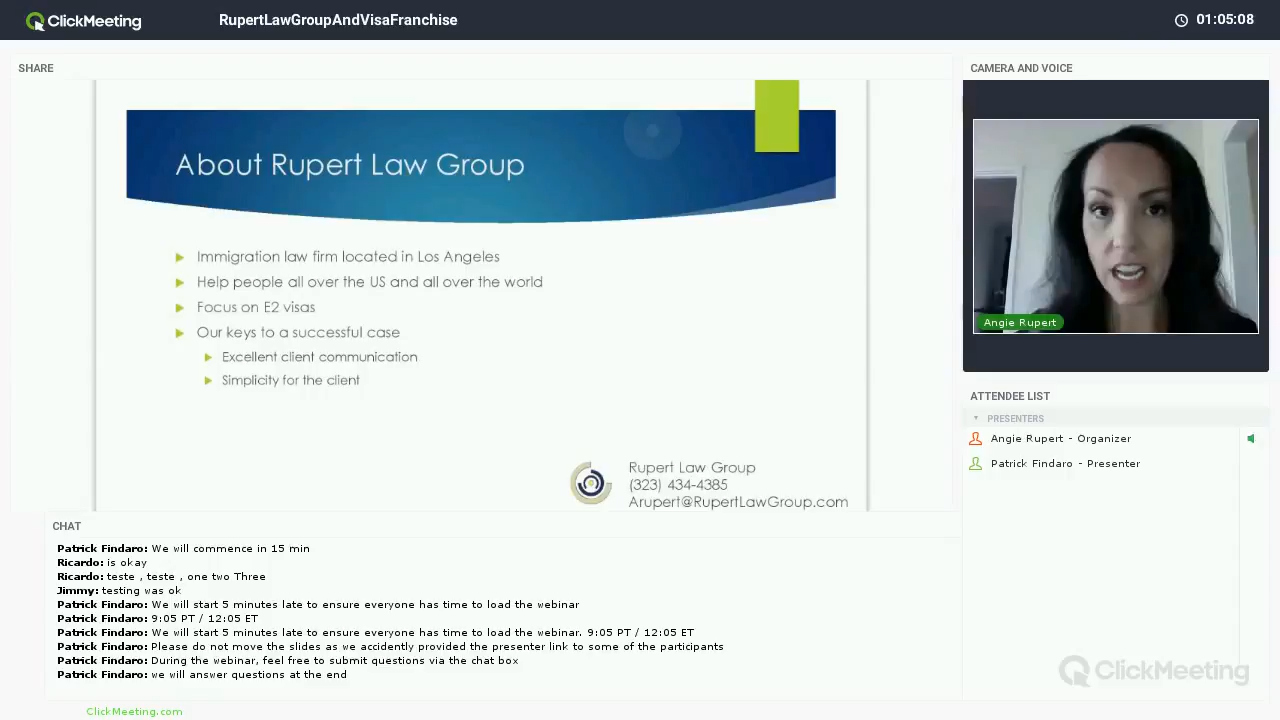 ClickMeeting
RupertLawGroupAndVisaFranchise
01:05:08
SHARE
About Rupert Law Group
Immigration law firm located in Los Angeles
Help people all over the US and all over the world
Focus on E2 visas
Our keys to a successful case
Excellent client communication
Simplicity for the client
Rupert Law Group
(323) 434-4385
Arupert@RupertLawGroup.com
CAMERA AND VOICE
Angie Rupert
ATTENDEE LIST
PRESENTERS
Angie Rupert - Organizer
Patrick Findaro - Presenter
CHAT
Patrick Findaro: We will commence in 15 min
Ricardo: is okay
Ricardo: teste , teste , one two Three
Jimmy: testing was ok
Patrick Findaro: We will start 5 minutes late to ensure everyone has time to load the webinar
Patrick Findaro: 9:05 PT / 12:05 ET
Patrick Findaro: We will start 5 minutes late to ensure everyone has time to load the webinar. 9:05 PT / 12:05 ET
Patrick Findaro: Please do not move the slides as we accidently provided the presenter link to some of the participants
Patrick Findaro: During the webinar, feel free to submit questions via the chat box
Patrick Findaro: we will answer questions at the end
ClickMeeting
ClickMeeting.com